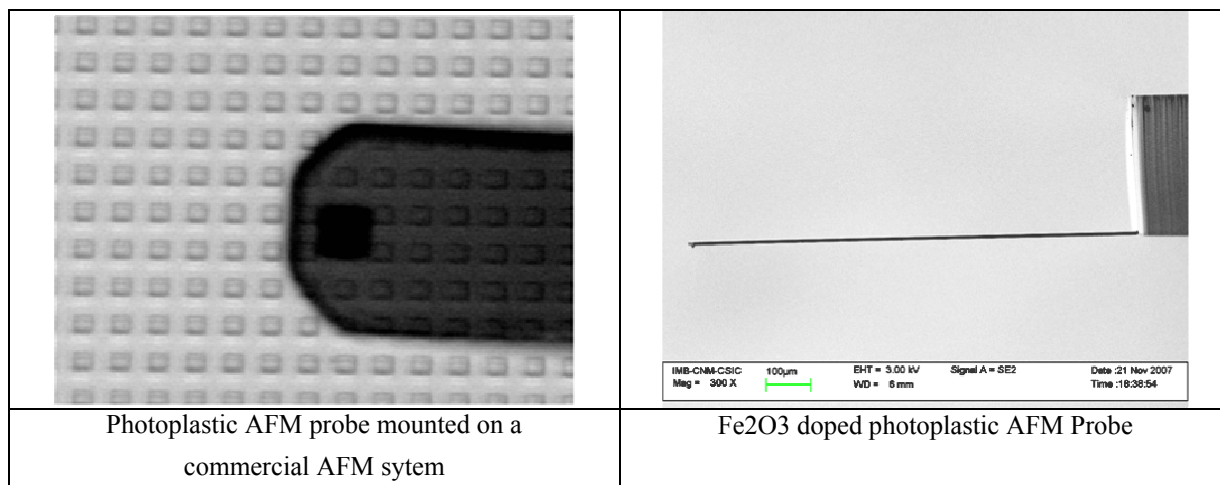 IMB-CNM-CSIC 100µm EHT = 3.00 kV Signal A = SE2 Date :21 Nov 2007
Mag = 300 X WD = 6 mm Time :18:38:54
Photoplastic AFM probe mounted on a
commercial AFM sytem
Fe2O3 doped photoplastic AFM Probe